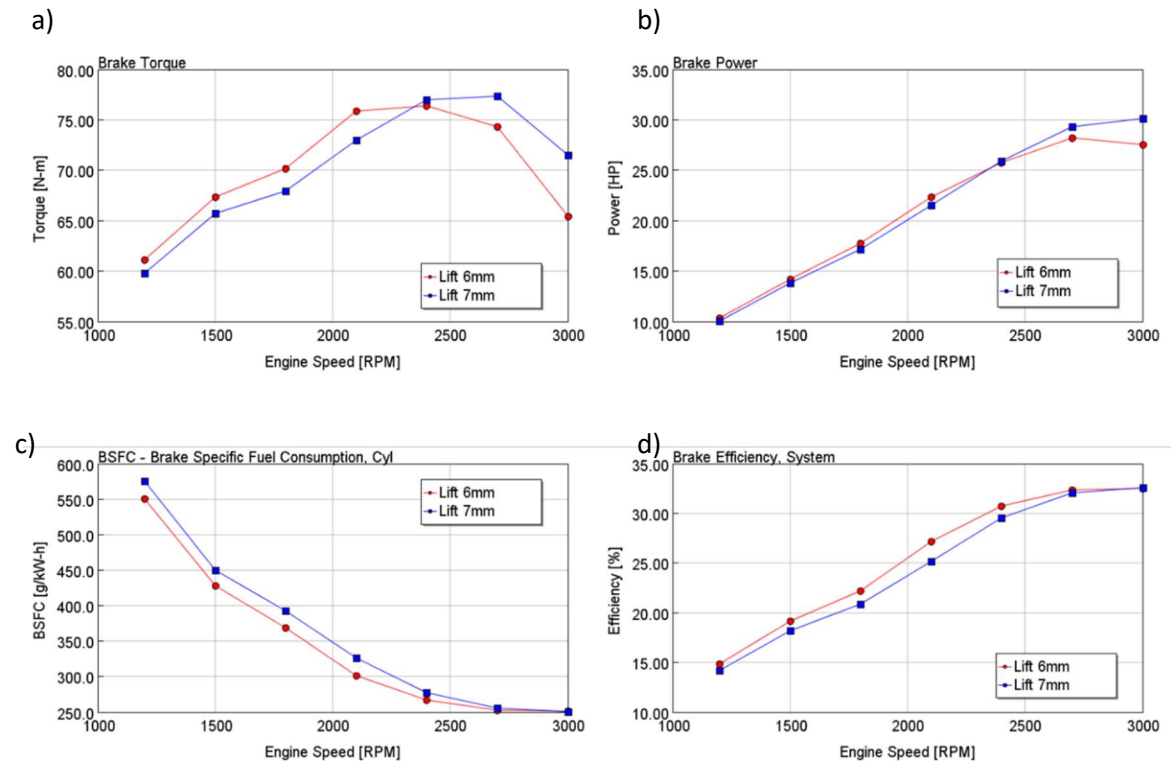 a)
Brake Torque
80.00
75.00
70.00
65.00
60.00
55.00
Torque [N-m]
1000 1500 2000 2500 3000
Engine Speed [RPM]
Lift 6mm
Lift 7mm
b)
Brake Power
35.00
30.00
25.00
20.00
15.00
10.00
Power [HP]
1000 1500 2000 2500 3000
Engine Speed [RPM]
Lift 6mm
Lift 7mm
c)
BSFC - Brake Specific Fuel Consumption, Cyl
600.0
550.0
500.0
450.0
400.0
350.0
300.0
250.0
BSFC [g/kW-h]
1000 1500 2000 2500 3000
Engine Speed [RPM]
Lift 6mm
Lift 7mm
d)
Brake Efficiency, System
35.00
30.00
25.00
20.00
15.00
10.00
Efficiency [%]
1000 1500 2000 2500 3000
Engine Speed [RPM]
Lift 6mm
Lift 7mm